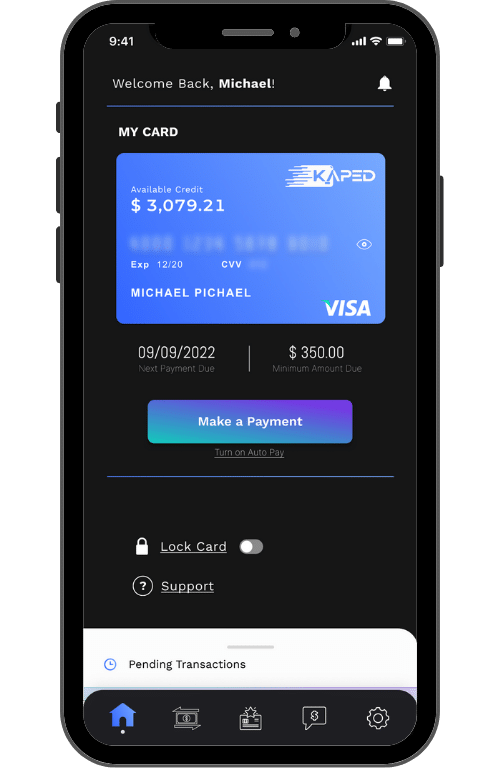 9:41
Welcome Back, Michael!
MY CARD
KAPED
Available Credit
$ 3,079.21
Exp 12/20 CVV
MICHAEL PICHAEL
VISA
09/09/2022 $ 350.00
Next Payment Due Minimum Amount Due
Make a Payment
Turn on Auto Pay
Lock Card
? Support
Pending Transactions